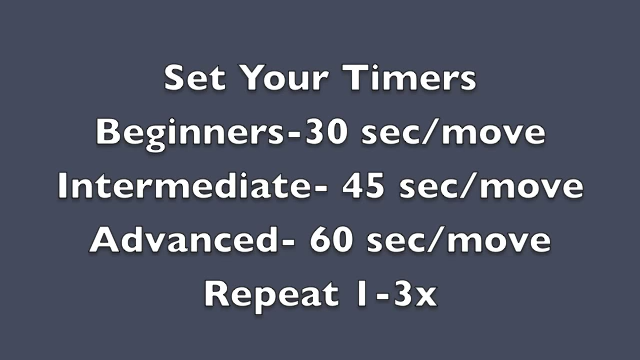 Set Your Timers
Beginners-30 sec/move
Intermediate- 45 sec/move
Advanced- 60 sec/move
Repeat 1-3x